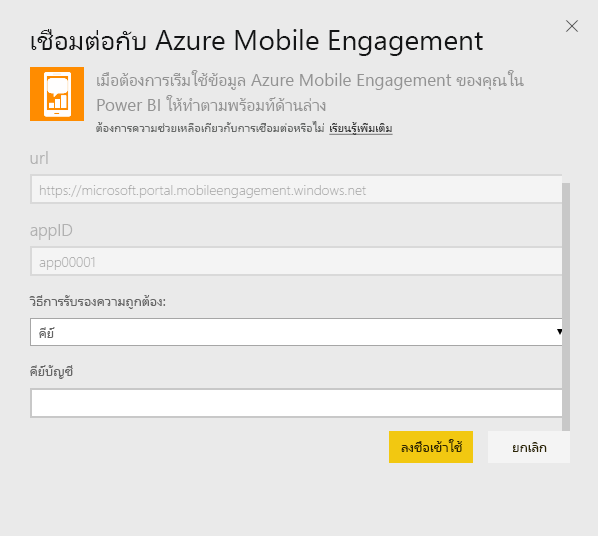 เชื่อมต่อกับ Azure Mobile Engagement
เมื่อต้องการเริ่มใช้ข้อมูล Azure Mobile Engagement ของคุณใน
Power BI ให้ทำตามพร้อมท์ด้านล่าง
ต้องการความช่วยเหลือเกี่ยวกับการเชื่อมต่อหรือไม่ เรียนรู้เพิ่มเติม
url
https://microsoft.portal.mobileengagement.windows.net
appID
app00001
วิธีการรับรองความถูกต้อง:
คีย์
คีย์บัญชี
ลงชื่อเข้าใช้ ยกเลิก